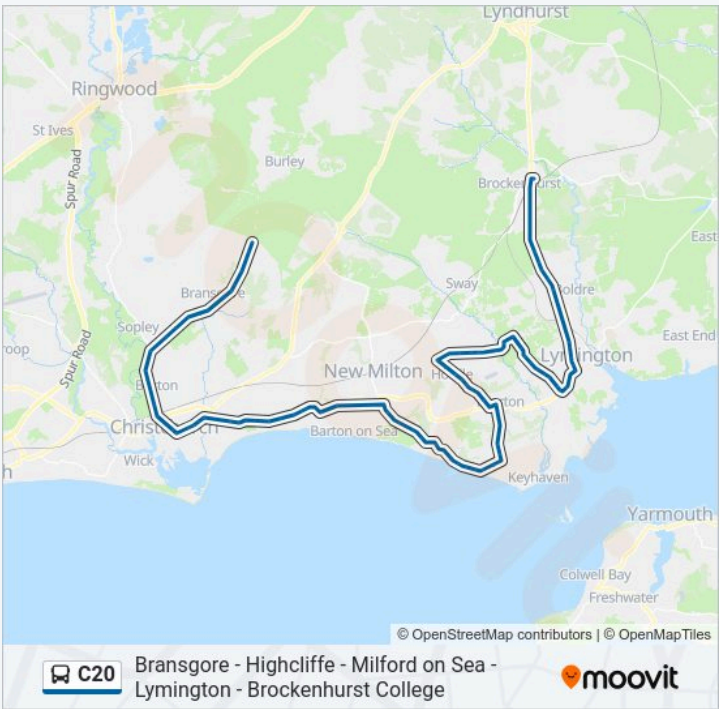 Lyndhurst
Ringwood
St Ives
Spur Road
Burley
Brockenhurst
East
Bransgore
Sway
Boldre
Sopley
Spur Road
East End
roop
Lymington
New Milton
Burton
Christchurch
Barton on Sea
Wick
h
Keyhaven
Yarmouth
Colwell Bay
Freshwater
© OpenStreetMap contributors | © OpenMapTiles
C20
Bransgore - Highcliffe - Milford on Sea -
Lymington - Brockenhurst College
moovit